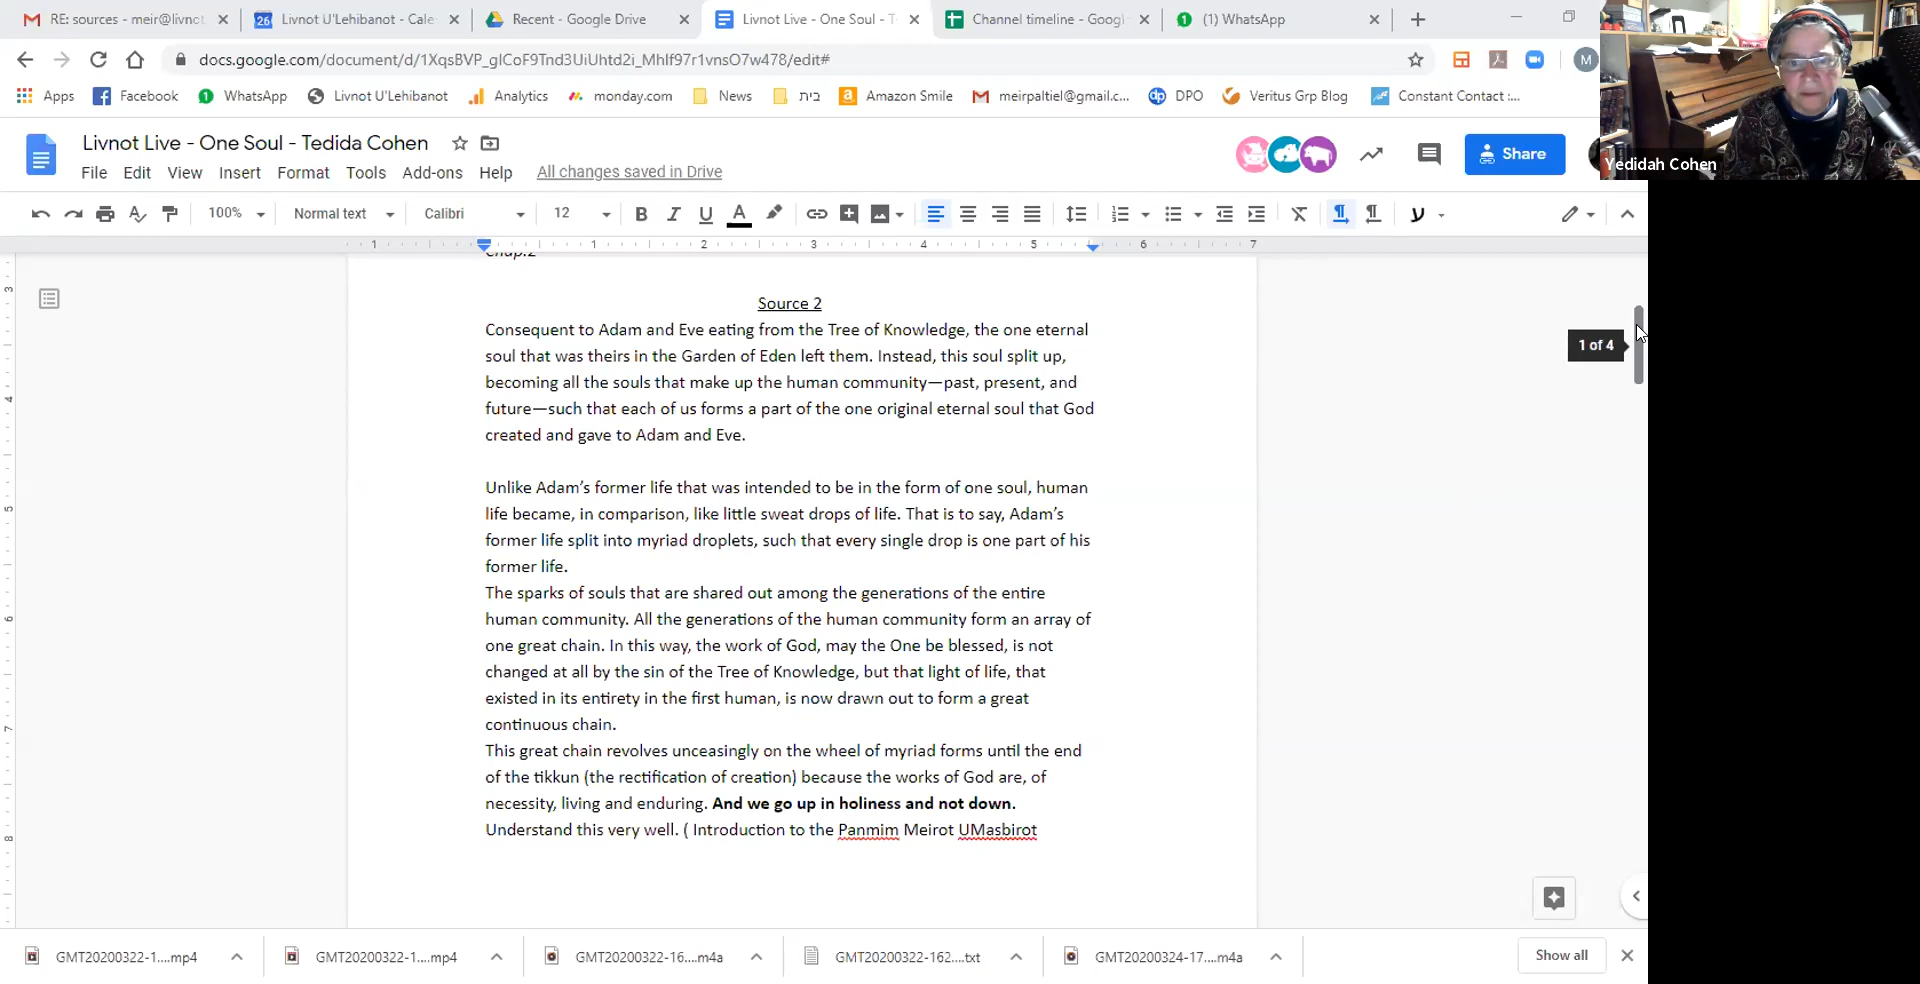 RE: sources - meir@livnot
26 Livnot U'Lehibanot - Cale
Recent - Google Drive
Livnot Live - One Soul - T
Channel timeline - Googl
(1) WhatsApp
docs.google.com/document/d/1XqsBVP_glCoF9Tnd3UiUhtd2i_Mhlf97r1vnsO7w478/edit#
M
Apps Facebook WhatsApp Livnot U'Lehibanot Analytics monday.com News בית Amazon Smile meirpaltiel@gmail.c... DPO Veritus Grp Blog Constant Contact :...
Livnot Live - One Soul - Tedida Cohen
Share
Yedidah Cohen
File Edit View Insert Format Tools Add-ons Help All changes saved in Drive
100% Normal text Calibri 12 B I U A
1 1 2 3 4 5 6 7
3
4
5
6
7
8
Source 2
Consequent to Adam and Eve eating from the Tree of Knowledge, the one eternal
soul that was theirs in the Garden of Eden left them. Instead, this soul split up,
becoming all the souls that make up the human community—past, present, and
future—such that each of us forms a part of the one original eternal soul that God
created and gave to Adam and Eve.
Unlike Adam’s former life that was intended to be in the form of one soul, human
life became, in comparison, like little sweat drops of life. That is to say, Adam’s
former life split into myriad droplets, such that every single drop is one part of his
former life.
The sparks of souls that are shared out among the generations of the entire
human community. All the generations of the human community form an array of
one great chain. In this way, the work of God, may the One be blessed, is not
changed at all by the sin of the Tree of Knowledge, but that light of life, that
existed in its entirety in the first human, is now drawn out to form a great
continuous chain.
This great chain revolves unceasingly on the wheel of myriad forms until the end
of the tikkun (the rectification of creation) because the works of God are, of
necessity, living and enduring. And we go up in holiness and not down.
Understand this very well. ( Introduction to the Panmim Meirot UMasbirot
1 of 4
GMT20200322-1....mp4
GMT20200322-1....mp4
GMT20200322-16....m4a
GMT20200322-162....txt
GMT20200324-17....m4a
Show all